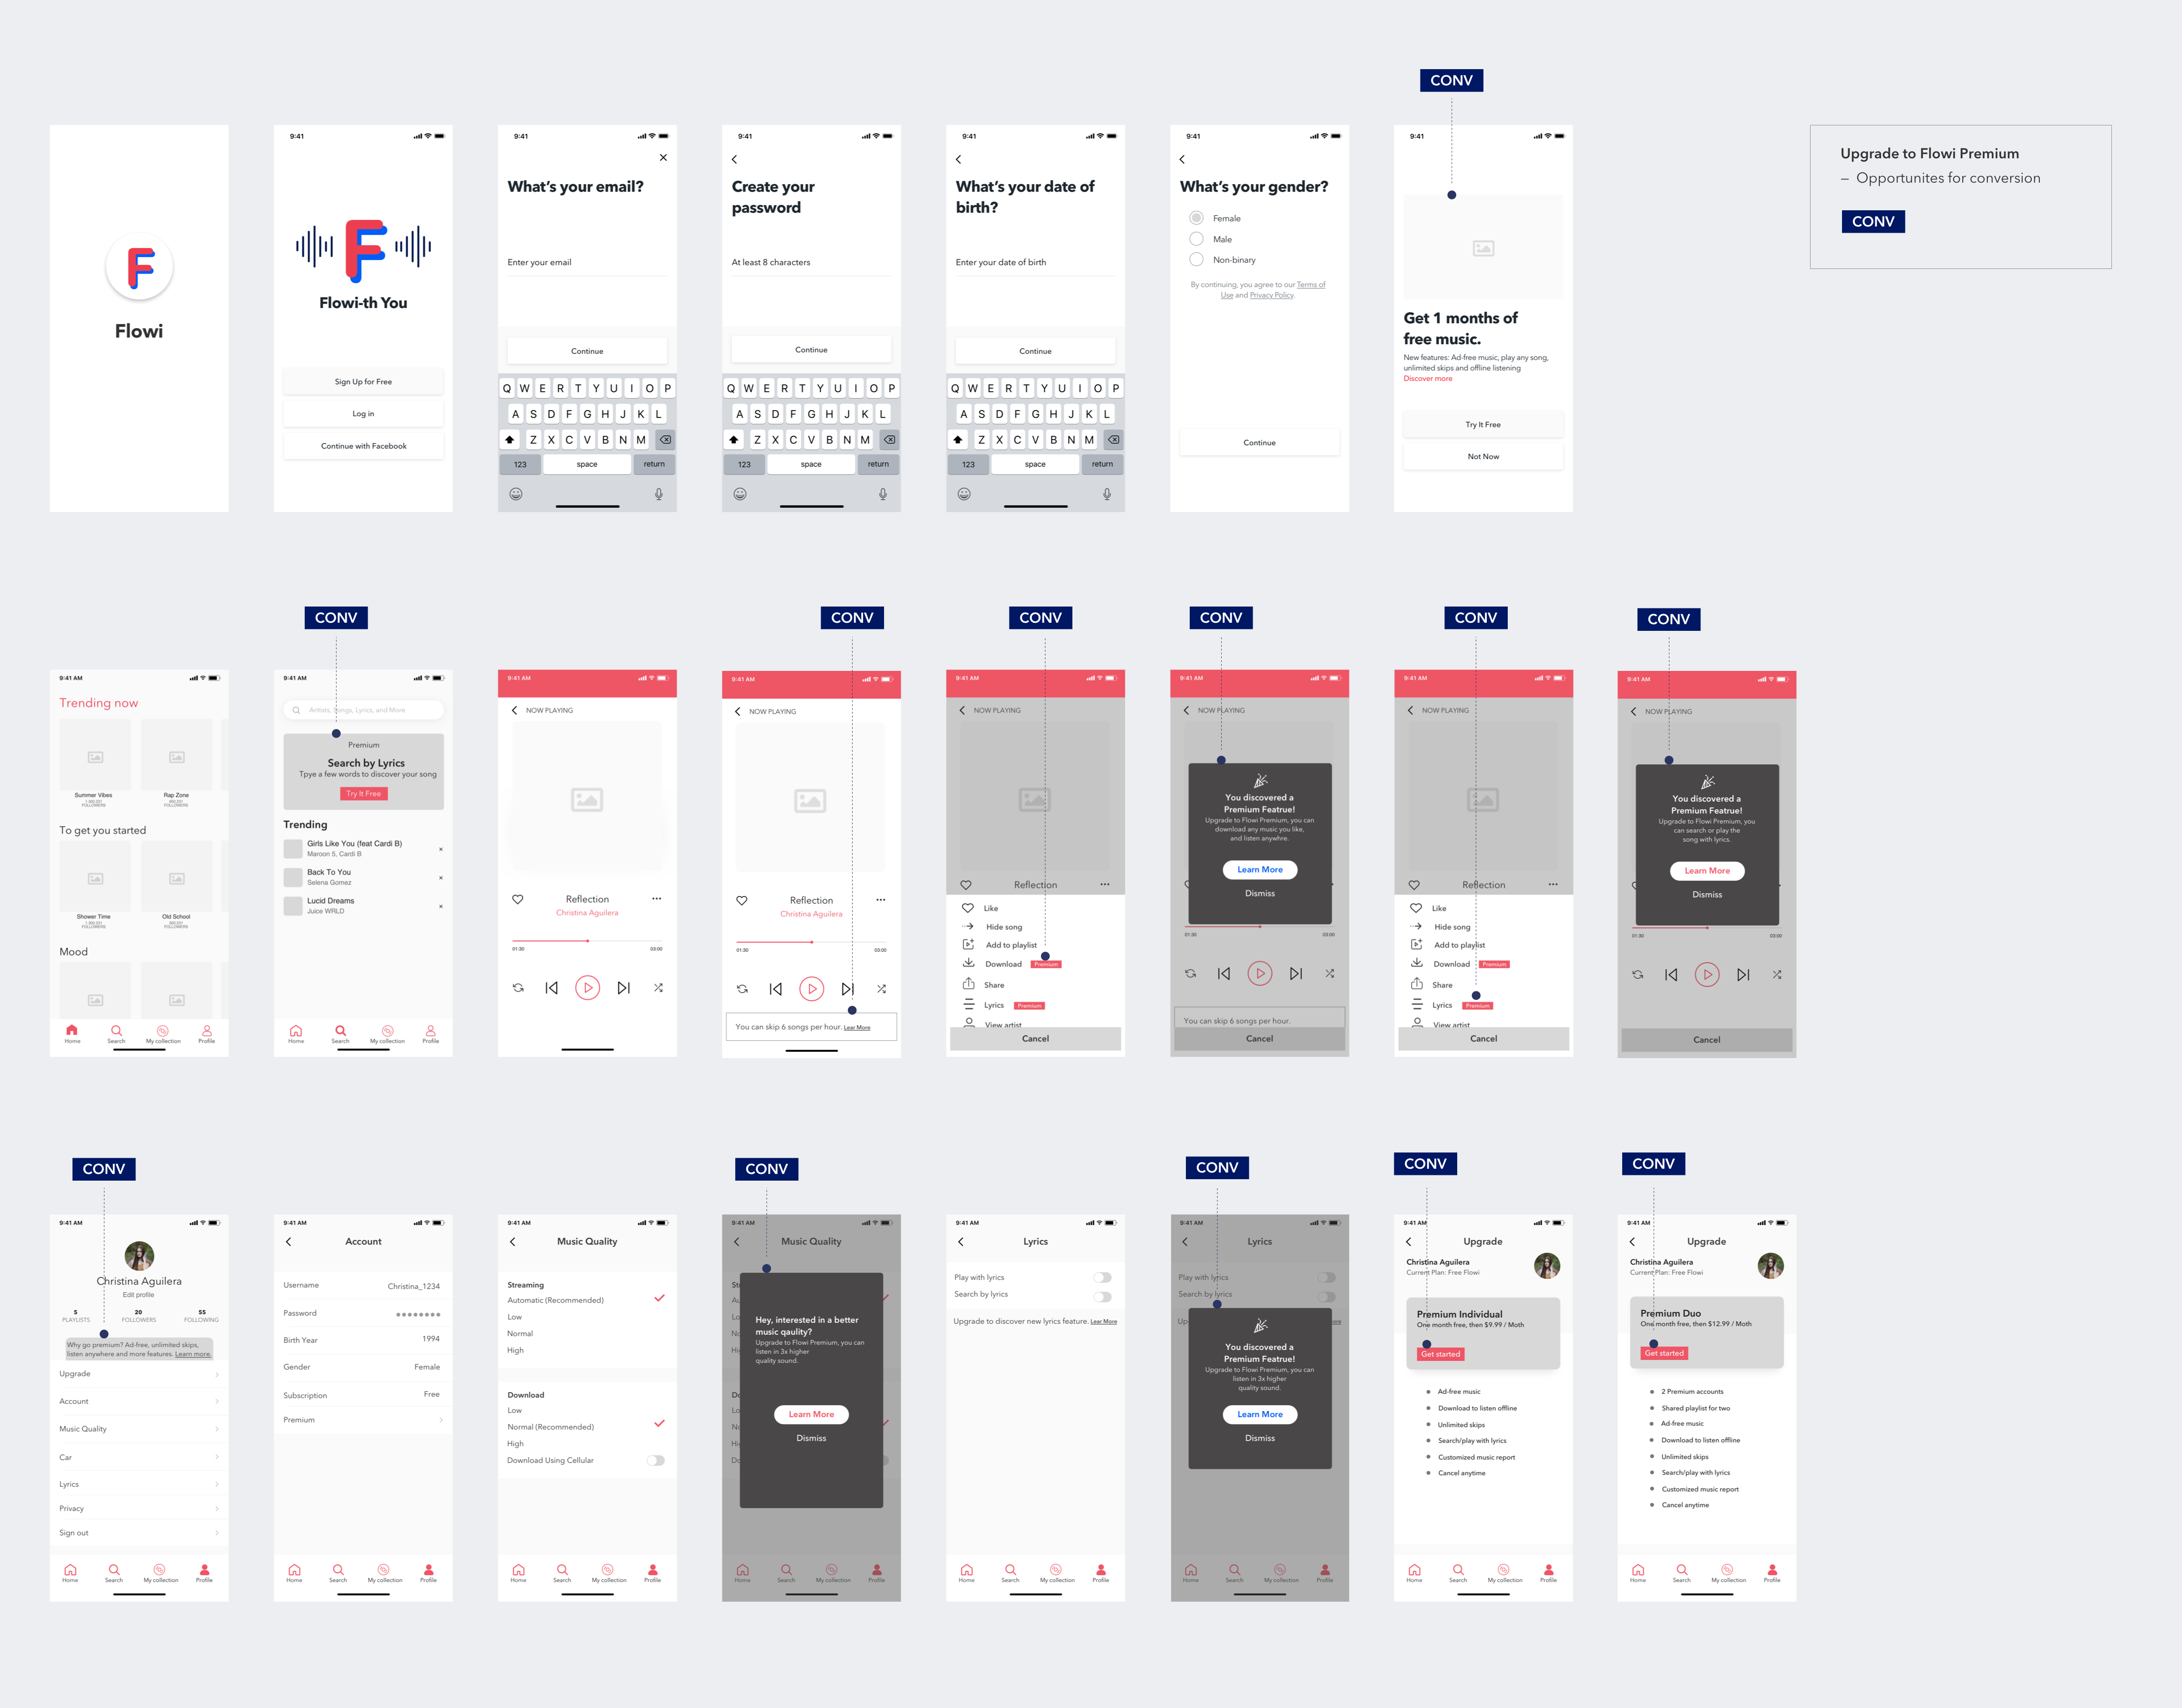 CONV
Upgrade to Flowi Premium
– Opportunites for conversion
CONV
F
Flowi
9:41
F
Flowi-th You
Sign Up for Free
Log in
Continue with Facebook
9:41
What's your email?
Enter your email
Continue
Q W E R T Y U I O P
A S D F G H J K L
Z X C V B N M
123 space return
9:41
Create your
password
At least 8 characters
Continue
Q W E R T Y U I O P
A S D F G H J K L
Z X C V B N M
123 space return
9:41
What's your date of
birth?
Enter your date of birth
Continue
Q W E R T Y U I O P
A S D F G H J K L
Z X C V B N M
123 space return
9:41
What's your gender?
Female
Male
Non-binary
By continuing, you agree to our Terms of
Use and Privacy Policy.
Continue
9:41
Get 1 months of
free music.
New features: Ad-free music, play any song,
unlimited skips and offline listening
Discover more
Try It Free
Not Now
CONV
CONV
CONV
CONV
CONV
CONV
9:41 AM
Trending now
Summer Vibes
FOLLOWERS
Rap Zone
FOLLOWERS
To get you started
Shower Time
FOLLOWERS
Old School
FOLLOWERS
Mood
Home Search My collection Profile
9:41 AM
Artists, Songs, Lyrics, and More
Premium
Search by Lyrics
Tpye a few words to discover your song
Try It Free
Trending
Girls Like You (feat Cardi B)
Maroon 5, Cardi B
Back To You
Selena Gomez
Lucid Dreams
Juice WRLD
Home Search My collection Profile
9:41 AM
NOW PLAYING
Reflection
Christina Aguilera
01:30 03:00
9:41 AM
NOW PLAYING
Reflection
Christina Aguilera
01:30 03:00
You can skip 6 songs per hour. Lear More
9:41 AM
NOW PLAYING
Reflection
Like
Hide song
Add to playlist
Download Premium
Share
Lyrics Premium
View artist
Cancel
9:41 AM
NOW PLAYING
You discovered a
Premium Featrue!
Upgrade to Flowi Premium, you can
download any music you like,
and listen anywhre.
Learn More
Dismiss
01:30 03:00
You can skip 6 songs per hour.
Cancel
9:41 AM
NOW PLAYING
Reflection
Like
Hide song
Add to playlist
Download Premium
Share
Lyrics Premium
View artist
Cancel
9:41 AM
NOW PLAYING
You discovered a
Premium Featrue!
Upgrade to Flowi Premium, you
can search or play the
song with lyrics.
Learn More
Dismiss
01:30 03:00
Cancel
CONV
CONV
CONV
CONV
CONV
9:41 AM
Christina Aguilera
Edit profile
5 20 55
PLAYLISTS FOLLOWERS FOLLOWING
Why go premium? Ad-free, unlimited skips,
listen anywhere and more features. Learn more.
Upgrade
Account
Music Quality
Car
Lyrics
Privacy
Sign out
Home Search My collection Profile
9:41 AM
Account
Username Christina_1234
Password
Birth Year 1994
Gender Female
Subscription Free
Premium
Home Search My collection Profile
9:41 AM
Music Quality
Streaming
Automatic (Recommended)
Low
Normal
High
Download
Low
Normal (Recommended)
High
Download Using Cellular
Home Search My collection Profile
9:41 AM
Music Quality
Hey, interested in a better
music qaulity?
Upgrade to Flowi Premium, you can
listen in 3x higher
quality sound.
Learn More
Dismiss
Home Search My collection Profile
9:41 AM
Lyrics
Play with lyrics
Search by lyrics
Upgrade to discover new lyrics feature. Lear More
Home Search My collection Profile
9:41 AM
Lyrics
Play with lyrics
Search by lyrics
You discovered a
Premium Featrue!
Upgrade to Flowi Premium, you can
listen in 3x higher
quality sound.
Learn More
Dismiss
Home Search My collection Profile
9:41 AM
Upgrade
Christina Aguilera
Current Plan: Free Flowi
Premium Individual
One month free, then $9.99 / Moth
Get started
Ad-free music
Download to listen offline
Unlimited skips
Search/play with lyrics
Customized music report
Cancel anytime
Home Search My collection Profile
9:41 AM
Upgrade
Christina Aguilera
Current Plan: Free Flowi
Premium Duo
One month free, then $12.99 / Moth
Get started
2 Premium accounts
Shared playlist for two
Ad-free music
Download to listen offline
Unlimited skips
Search/play with lyrics
Customized music report
Cancel anytime
Home Search My collection Profile